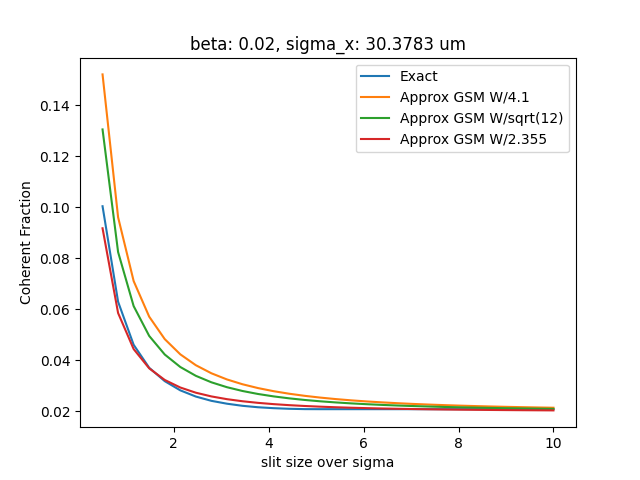 beta: 0.02, sigma_x: 30.3783 um
Exact
Approx GSM W/4.1
Approx GSM W/sqrt(12)
Approx GSM W/2.355
Coherent Fraction
0.14
0.12
0.10
0.08
0.06
0.04
0.02
2 4 6 8 10
slit size over sigma